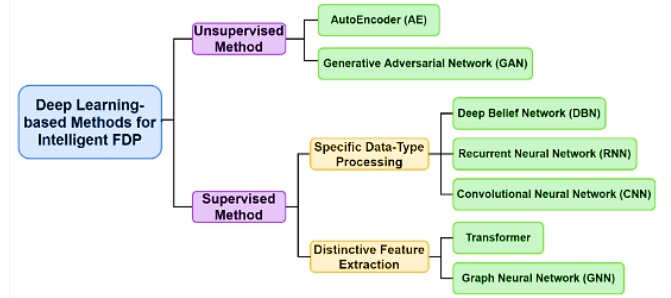 Deep Learning-
based Methods for
Intelligent FDP
Unsupervised
Method
AutoEncoder (AE)
Generative Adversarial Network (GAN)
Supervised
Method
Specific Data-Type
Processing
Deep Belief Network (DBN)
Recurrent Neural Network (RNN)
Convolutional Neural Network (CNN)
Distinctive Feature
Extraction
Transformer
Graph Neural Network (GNN)